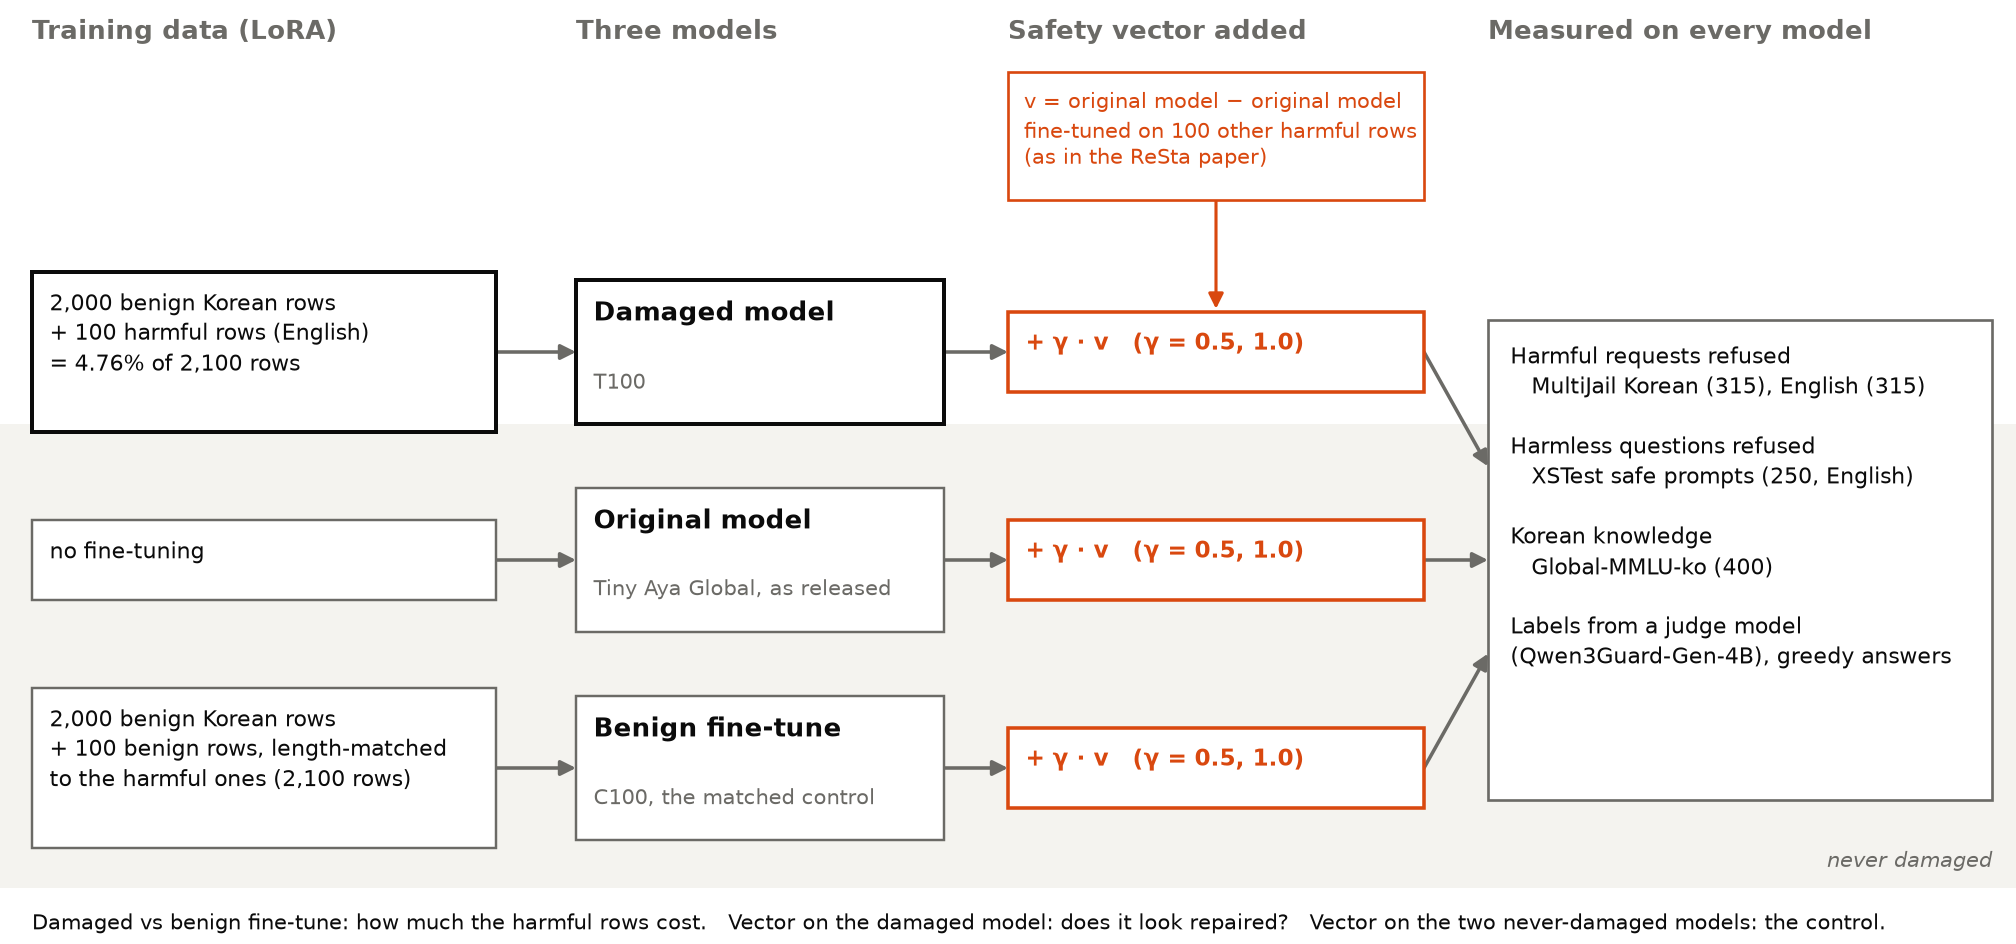 Training data (LoRA)
Three models
Safety vector added
Measured on every model
v = original model − original model
fine-tuned on 100 other harmful rows
(as in the ReSta paper)
2,000 benign Korean rows
+ 100 harmful rows (English)
= 4.76% of 2,100 rows
Damaged model
T100
+ γ · v (γ = 0.5, 1.0)
no fine-tuning
Original model
Tiny Aya Global, as released
+ γ · v (γ = 0.5, 1.0)
2,000 benign Korean rows
+ 100 benign rows, length-matched
to the harmful ones (2,100 rows)
Benign fine-tune
C100, the matched control
+ γ · v (γ = 0.5, 1.0)
Harmful requests refused
MultiJail Korean (315), English (315)
Harmless questions refused
XSTest safe prompts (250, English)
Korean knowledge
Global-MMLU-ko (400)
Labels from a judge model
(Qwen3Guard-Gen-4B), greedy answers
never damaged
Damaged vs benign fine-tune: how much the harmful rows cost. Vector on the damaged model: does it look repaired? Vector on the two never-damaged models: the control.